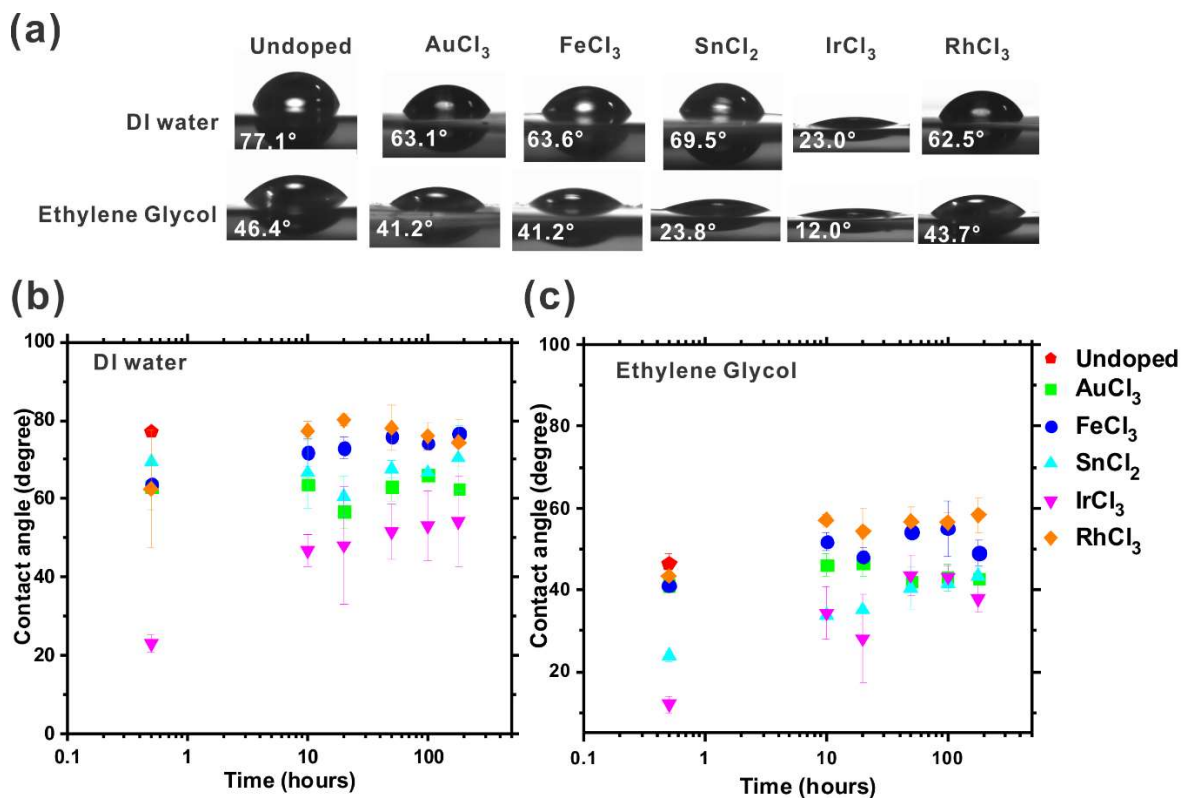 (a)
Undoped AuCl₃ FeCl₃ SnCl₂ IrCl₃ RhCl₃
DI water
77.1° 63.1° 63.6° 69.5° 23.0° 62.5°
Ethylene Glycol
46.4° 41.2° 41.2° 23.8° 12.0° 43.7°
(b)
DI water
Contact angle (degree)
100
80
60
40
20
0
0.1 1 10 100
Time (hours)
(c)
Ethylene Glycol
Contact angle (degree)
100
80
60
40
20
0.1 1 10 100
Time (hours)
Undoped
AuCl₃
FeCl₃
SnCl₂
IrCl₃
RhCl₃